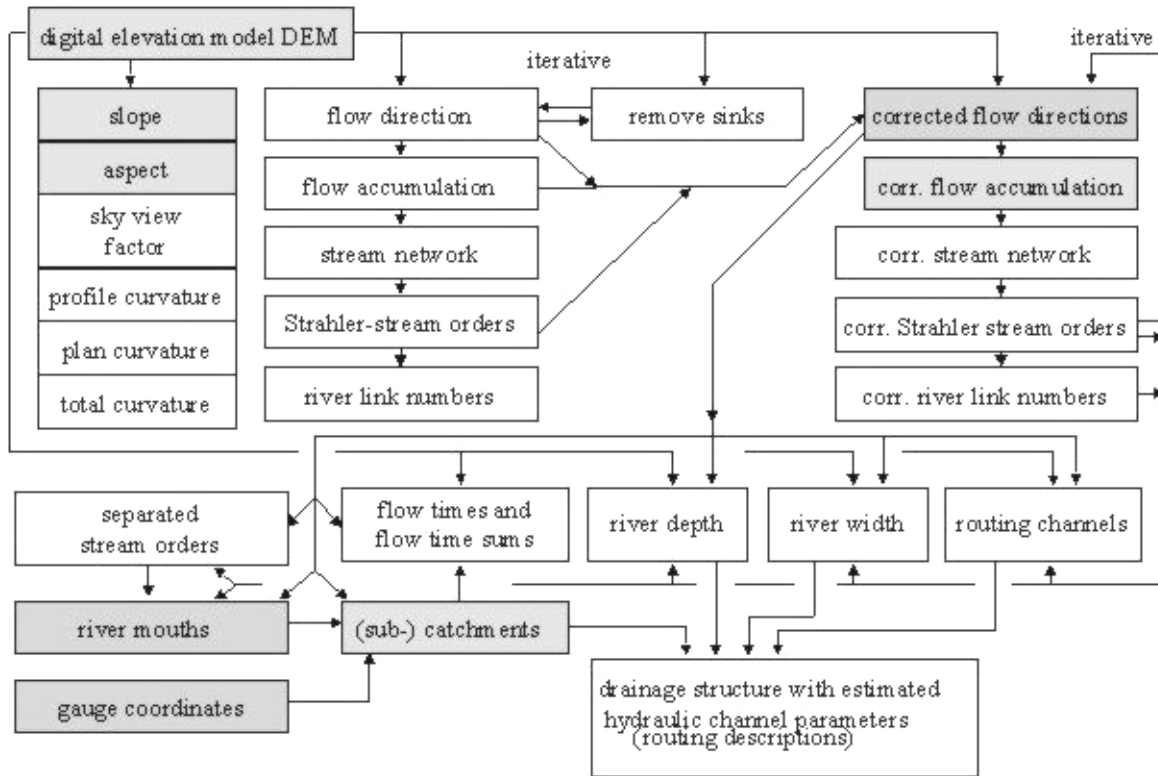 digital elevation model DEM
iterative
iterative
slope
flow direction
remove sinks
corrected flow directions
aspect
flow accumulation
corr. flow accumulation
sky view
factor
stream network
corr. stream network
profile curvature
Strahler-stream orders
corr. Strahler stream orders
plan curvature
total curvature
river link numbers
corr. river link numbers
separated
stream orders
flow times and
flow time sums
river depth
river width
routing channels
river mouths
(sub-) catchments
gauge coordinates
drainage structure with estimated
hydraulic channel parameters
(routing descriptions)